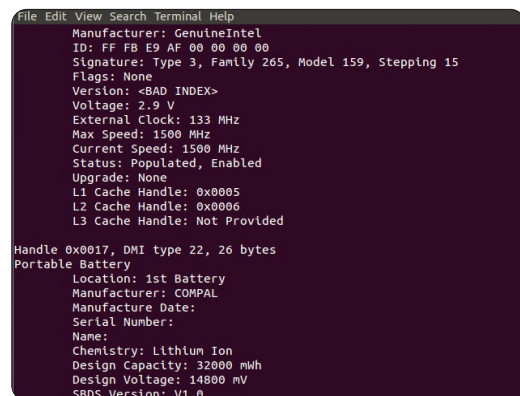 File Edit View Search Terminal Help
Manufacturer: GenuineIntel
ID: FF FB E9 AF 00 00 00 00
Signature: Type 3, Family 265, Model 159, Stepping 15
Flags: None
Version: <BAD INDEX>
Voltage: 2.9 V
External Clock: 133 MHz
Max Speed: 1500 MHz
Current Speed: 1500 MHz
Status: Populated, Enabled
Upgrade: None
L1 Cache Handle: 0x0005
L2 Cache Handle: 0x0006
L3 Cache Handle: Not Provided
Handle 0x0017, DMI type 22, 26 bytes
Portable Battery
Location: 1st Battery
Manufacturer: COMPAL
Manufacture Date:
Serial Number:
Name:
Chemistry: Lithium Ion
Design Capacity: 32000 mWh
Design Voltage: 14800 mV
SBDS Version: V1.0